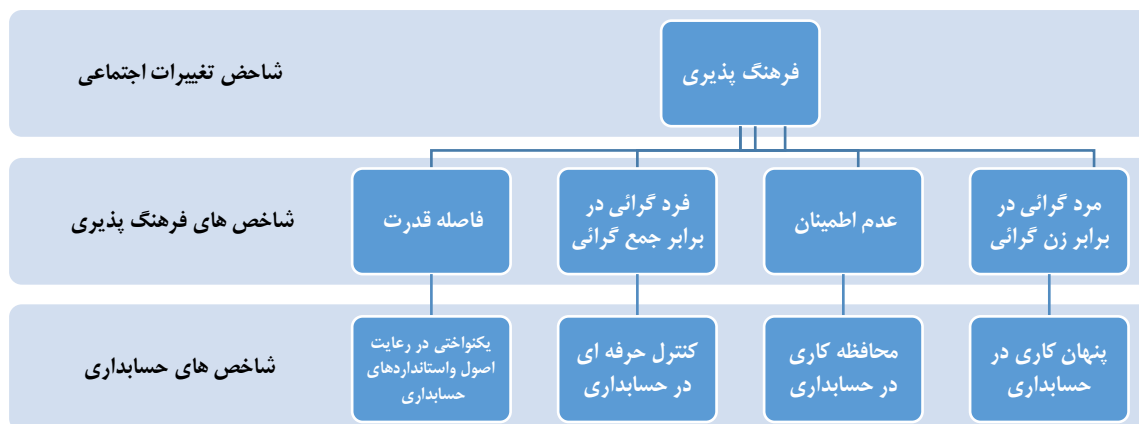 شاحض تغییرات اجتماعی
فرهنگ پذیری
شاخص های فرهنگ پذیری
مرد گرائی در
برابر زن گرائی
عدم اطمینان
فرد گرائی در
برابر جمع گرائی
فاصله قدرت
شاخص های حسابداری
پنهان کاری در
حسابداری
محافظه کاری
در حسابداری
کنترل حرفه ای
در حسابداری
یکنواختی در رعایت
اصول واستانداردهای
حسابداری